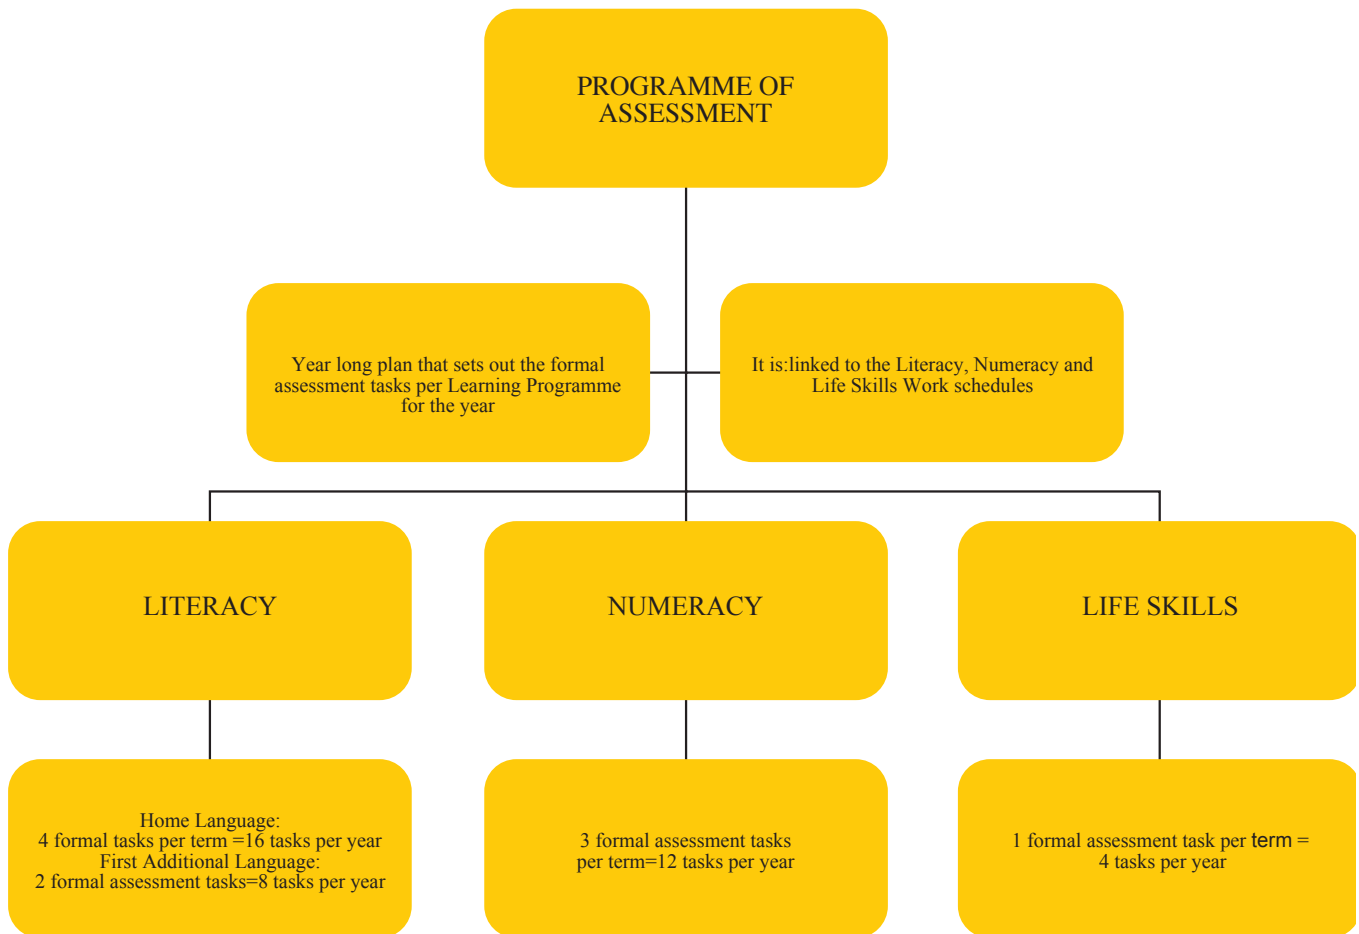 PROGRAMME OF
ASSESSMENT
Year long plan that sets out the formal
assessment tasks per Learning Programme
for the year
It is:linked to the Literacy, Numeracy and
Life Skills Work schedules
LITERACY
NUMERACY
LIFE SKILLS
Home Language:
4 formal tasks per term =16 tasks per year
First Additional Language:
2 formal assessment tasks=8 tasks per year
3 formal assessment tasks
per term=12 tasks per year
1 formal assessment task per term =
4 tasks per year